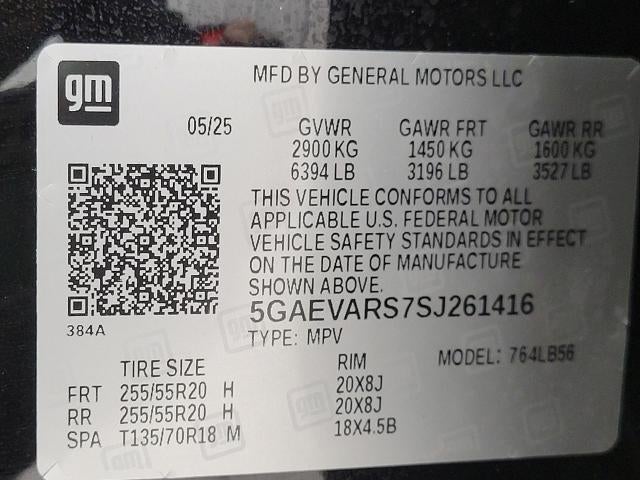 gm
MFD BY GENERAL MOTORS LLC
05/25 GVWR GAWR FRT GAWR RR
2900 KG 1450 KG 1600 KG
6394 LB 3196 LB 3527 LB
THIS VEHICLE CONFORMS TO ALL
APPLICABLE U.S. FEDERAL MOTOR
VEHICLE SAFETY STANDARDS IN EFFECT
ON THE DATE OF MANUFACTURE
SHOWN ABOVE.
5GAEVARS7SJ261416
384A
TYPE: MPV MODEL: 764LB56
TIRE SIZE RIM
FRT 255/55R20 H 20X8J
RR 255/55R20 H 20X8J
SPA T135/70R18 M 18X4.5B